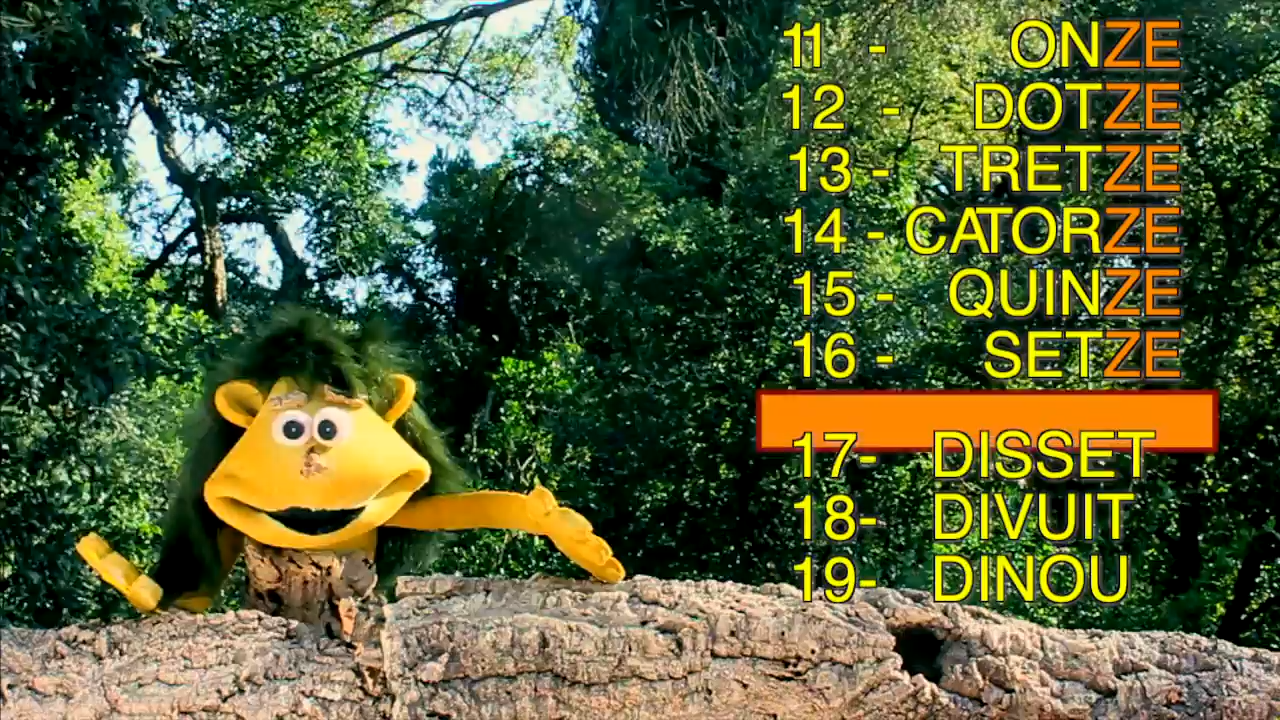 11 - ONZE
12 - DOTZE
13 - TRETZE
14 - CATORZE
15 - QUINZE
16 - SETZE
17- DISSET
18- DIVUIT
19- DINOU